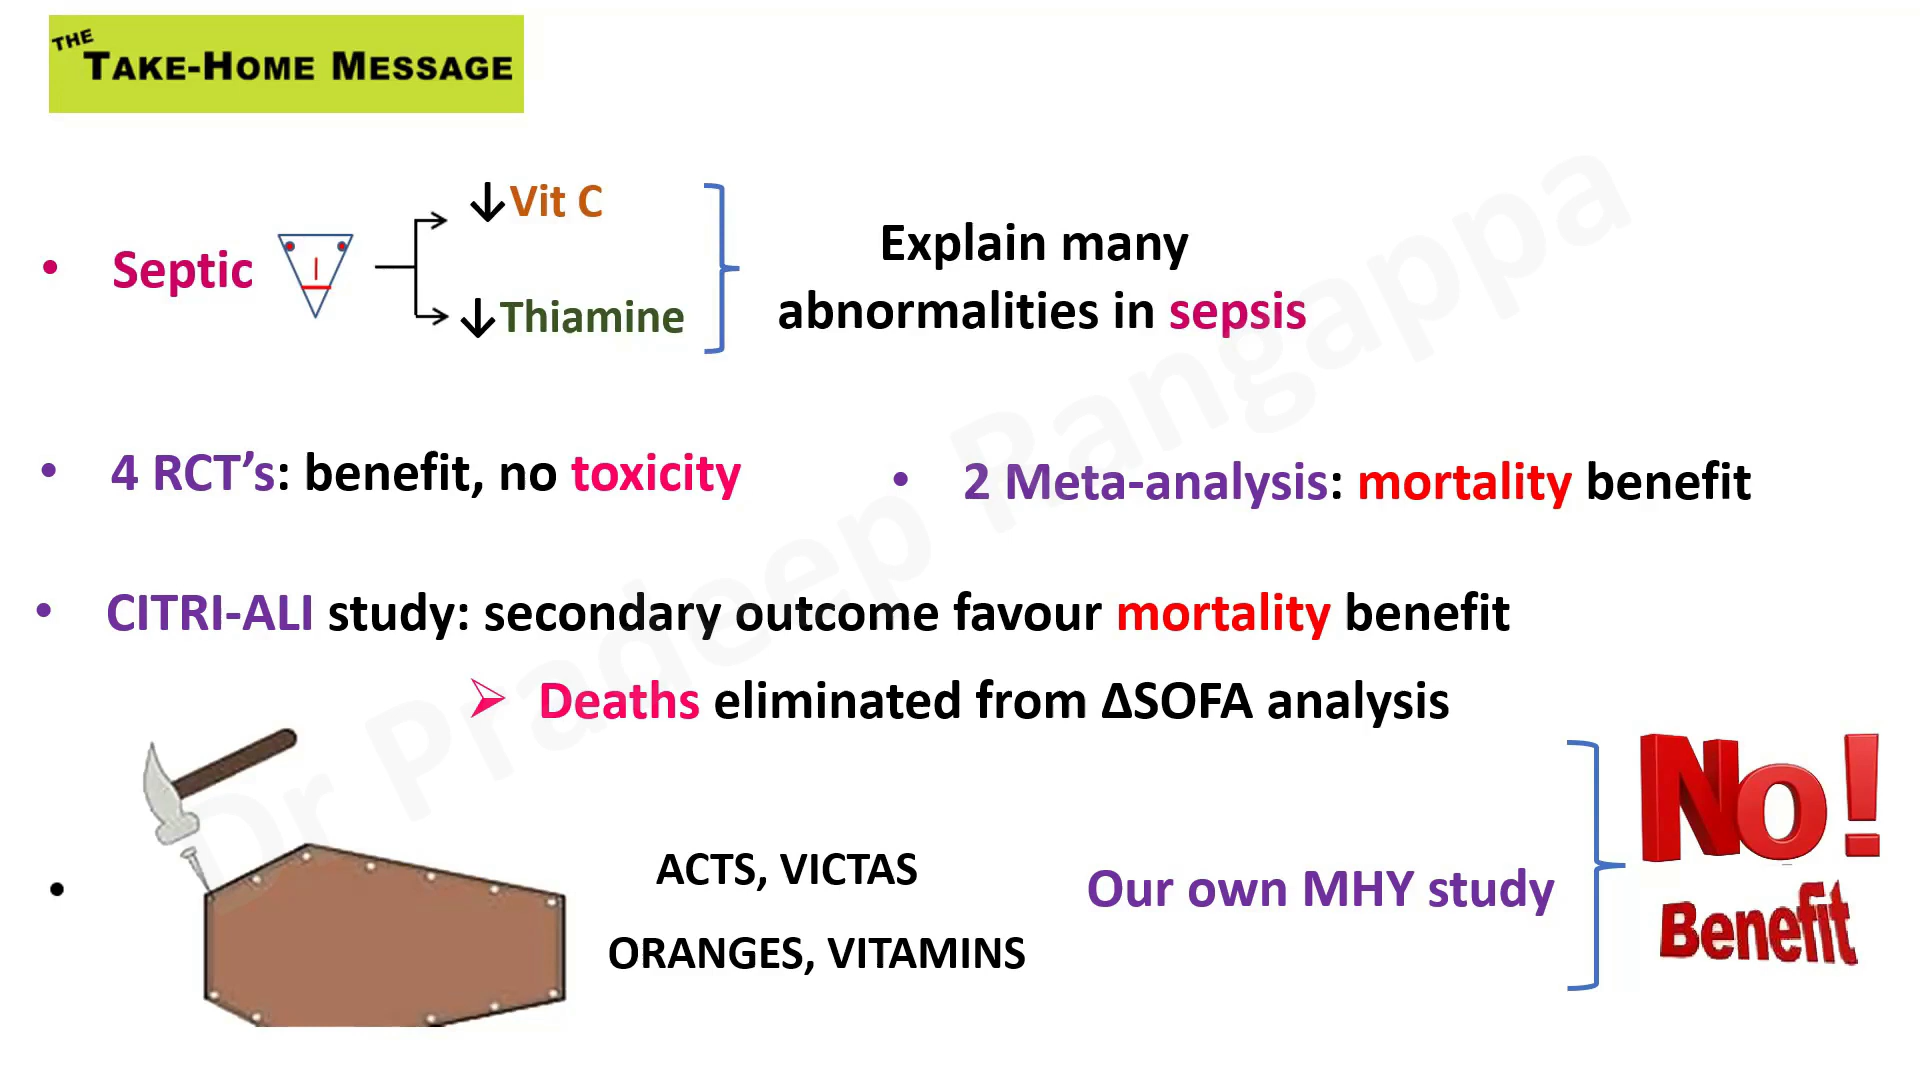 THE
TAKE-HOME MESSAGE
↓Vit C
• Septic
↓Thiamine
Explain many
abnormalities in sepsis
• 4 RCT’s: benefit, no toxicity
• 2 Meta-analysis: mortality benefit
• CITRI-ALI study: secondary outcome favour mortality benefit
➢ Deaths eliminated from ΔSOFA analysis
• ACTS, VICTAS
ORANGES, VITAMINS
Our own MHY study
No!
Benefit
Dr Pradeep Rangappa